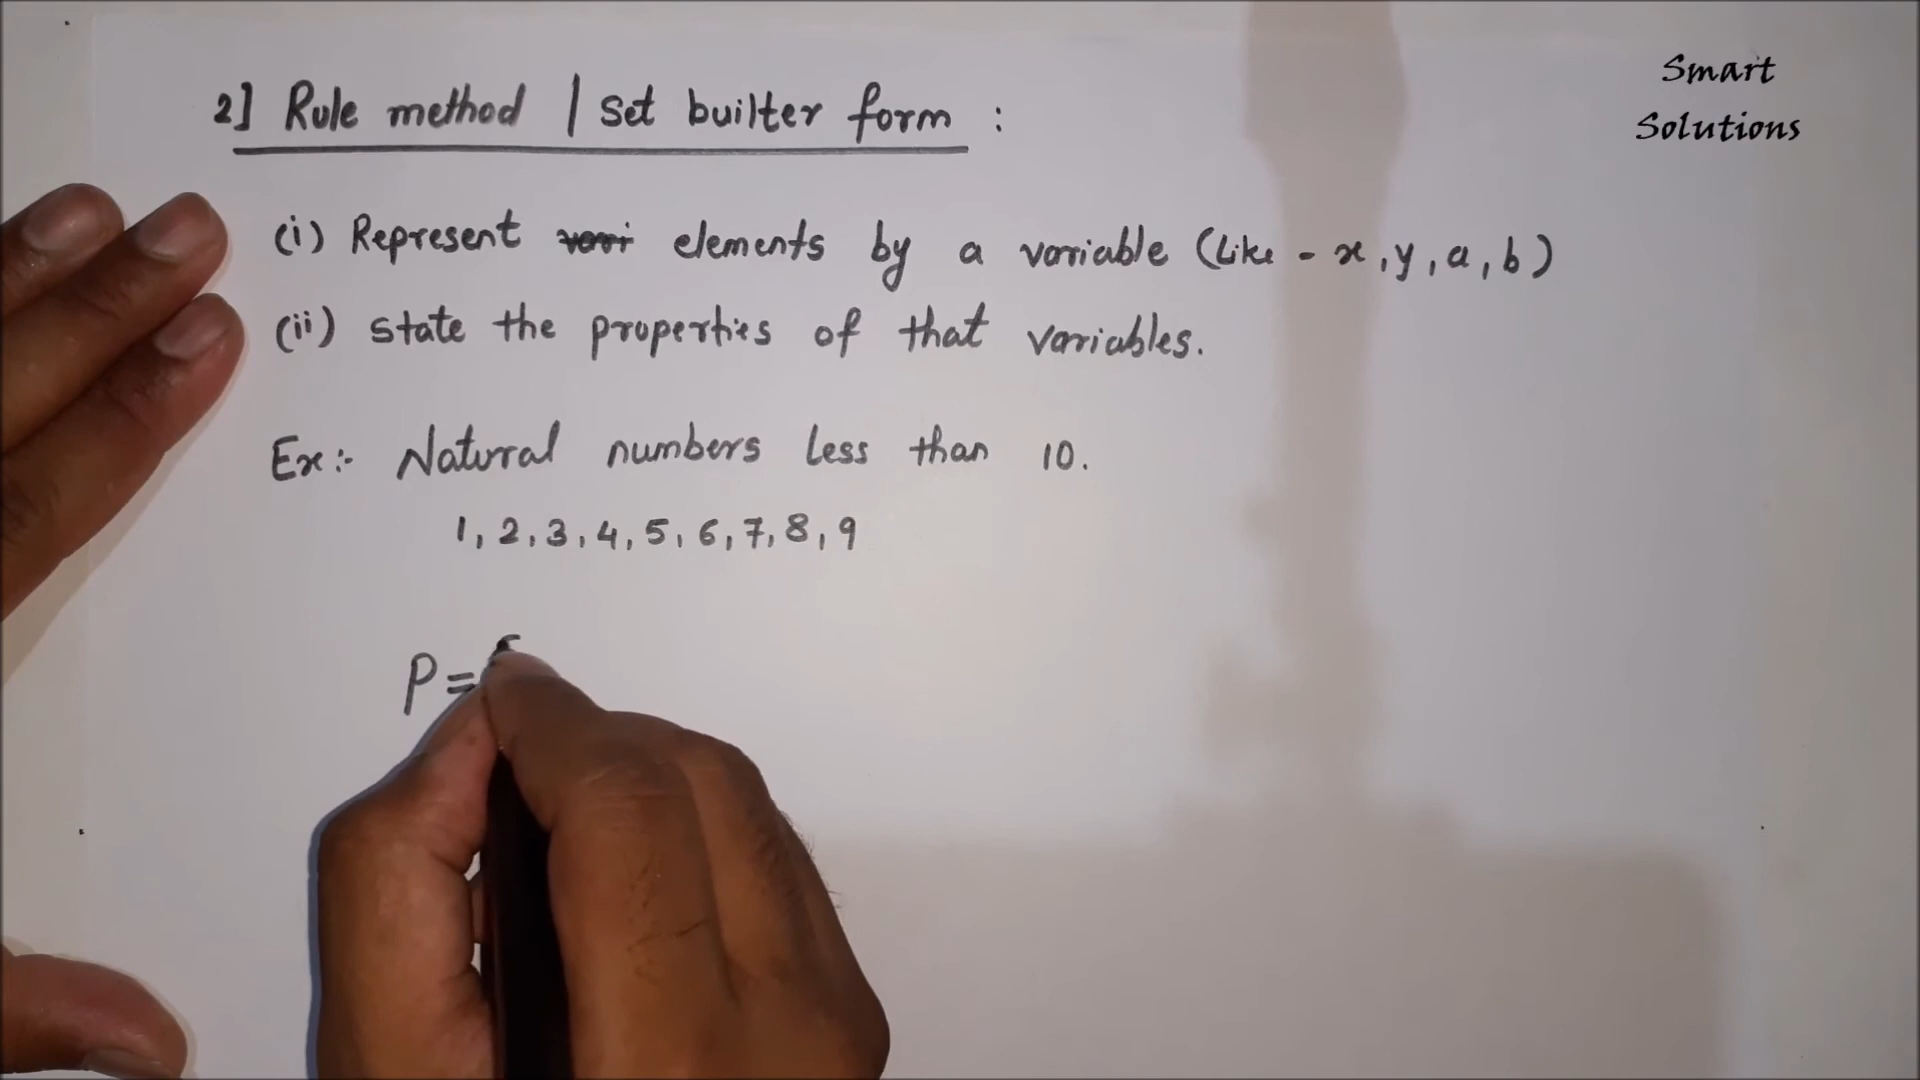 Smart
Solutions
2] Rule method | Set builter form :
(i) Represent elements by a variable (Like - x, y, a, b)
(ii) state the properties of that variables.
Ex:- Natural numbers less than 10.
1, 2, 3, 4, 5, 6, 7, 8, 9
P =